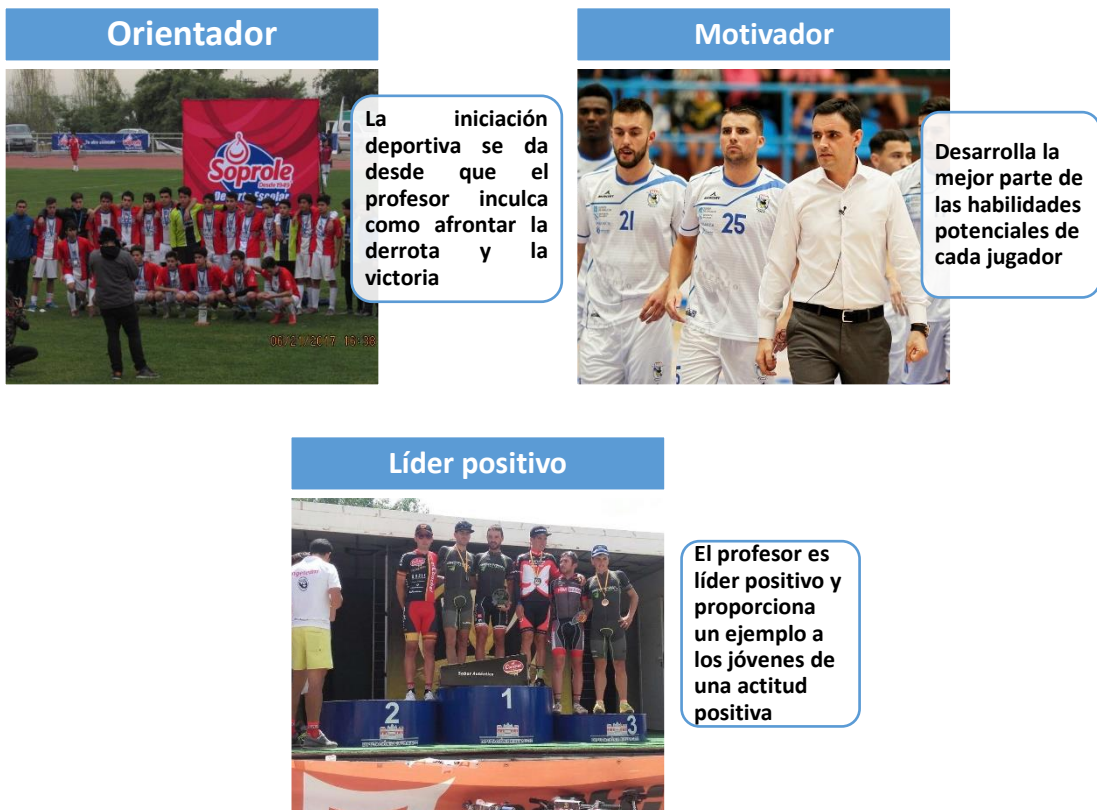 Orientador
Soprole
Desde 1949
La iniciación
deportiva se da
desde que el
profesor inculca
como afrontar la
derrota y la
victoria
Motivador
21
25
Desarrolla la
mejor parte de
las habilidades
potenciales de
cada jugador
Líder positivo
1
2
3
El profesor es
líder positivo y
proporciona
un ejemplo a
los jóvenes de
una actitud
positiva